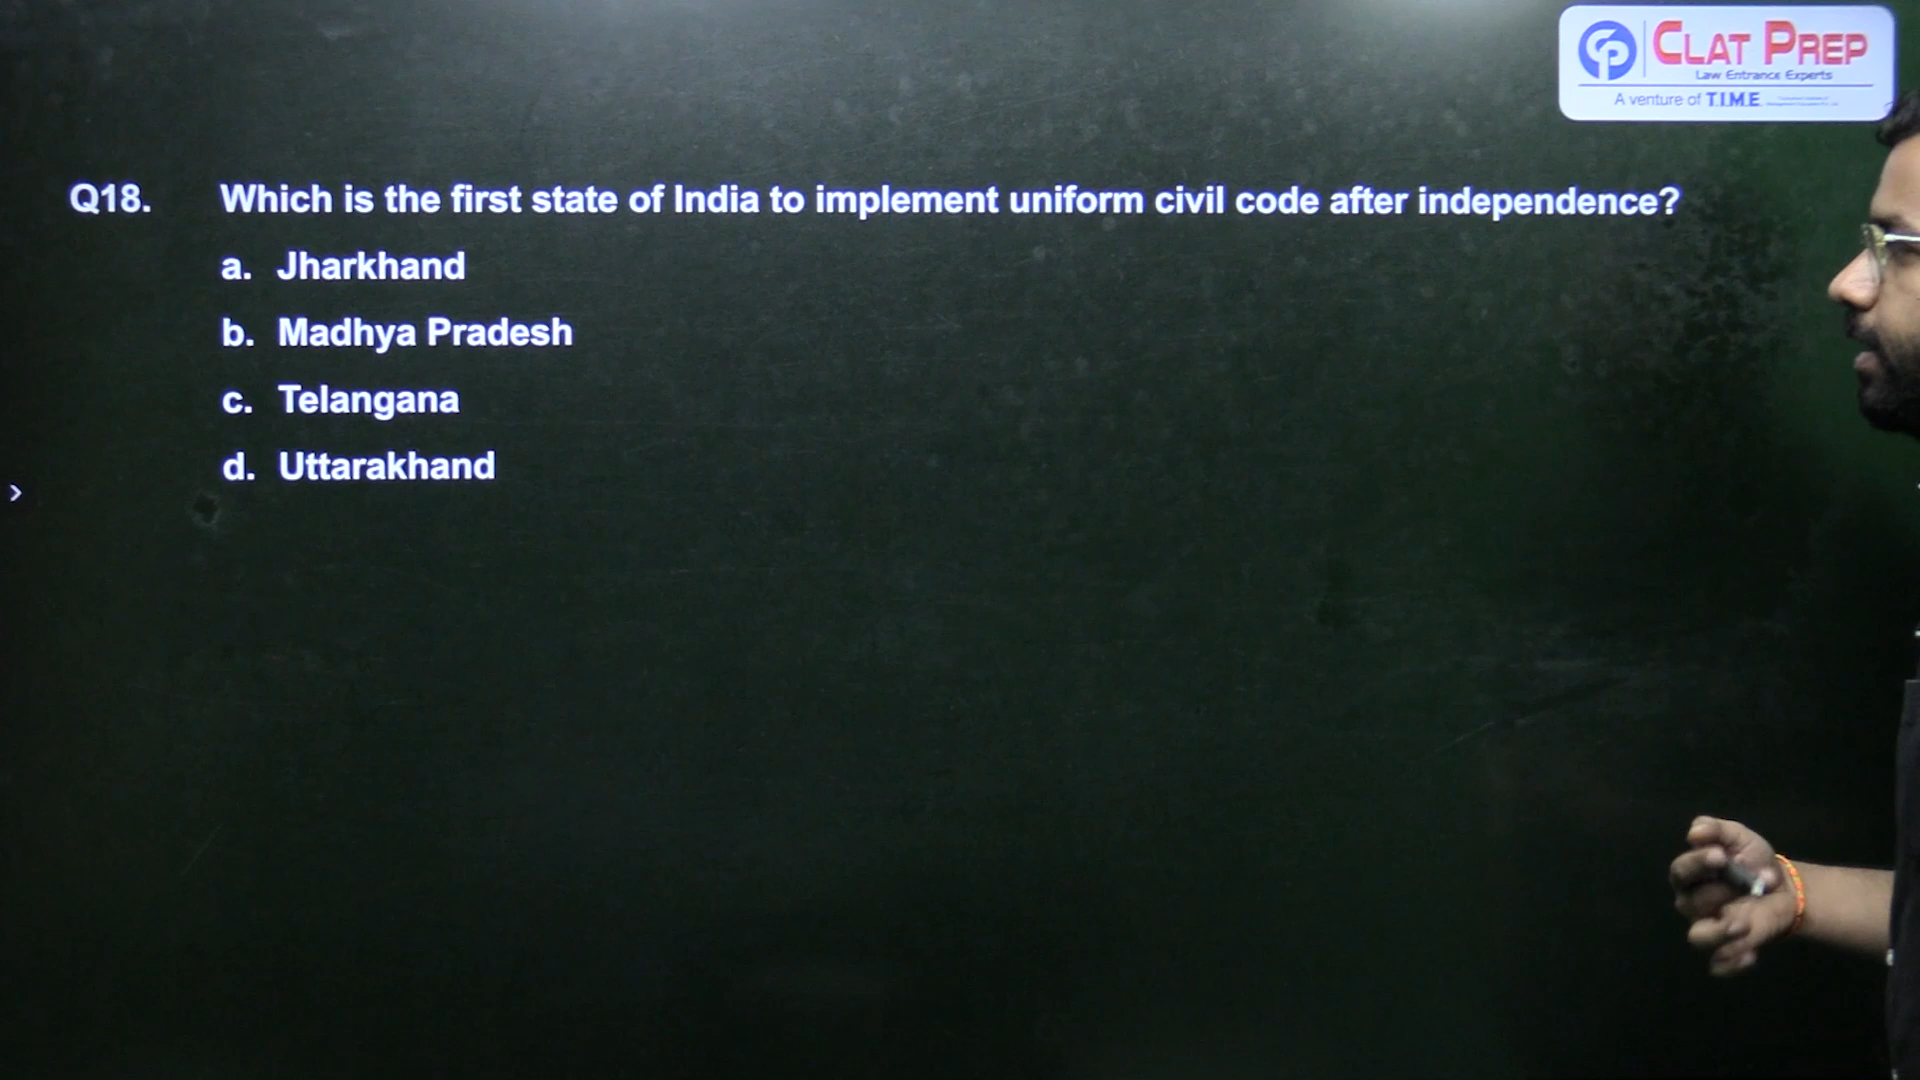 CLAT PREP
Law Entrance Experts
A venture of T.I.M.E.
Q18. Which is the first state of India to implement uniform civil code after independence?
a. Jharkhand
b. Madhya Pradesh
c. Telangana
d. Uttarakhand